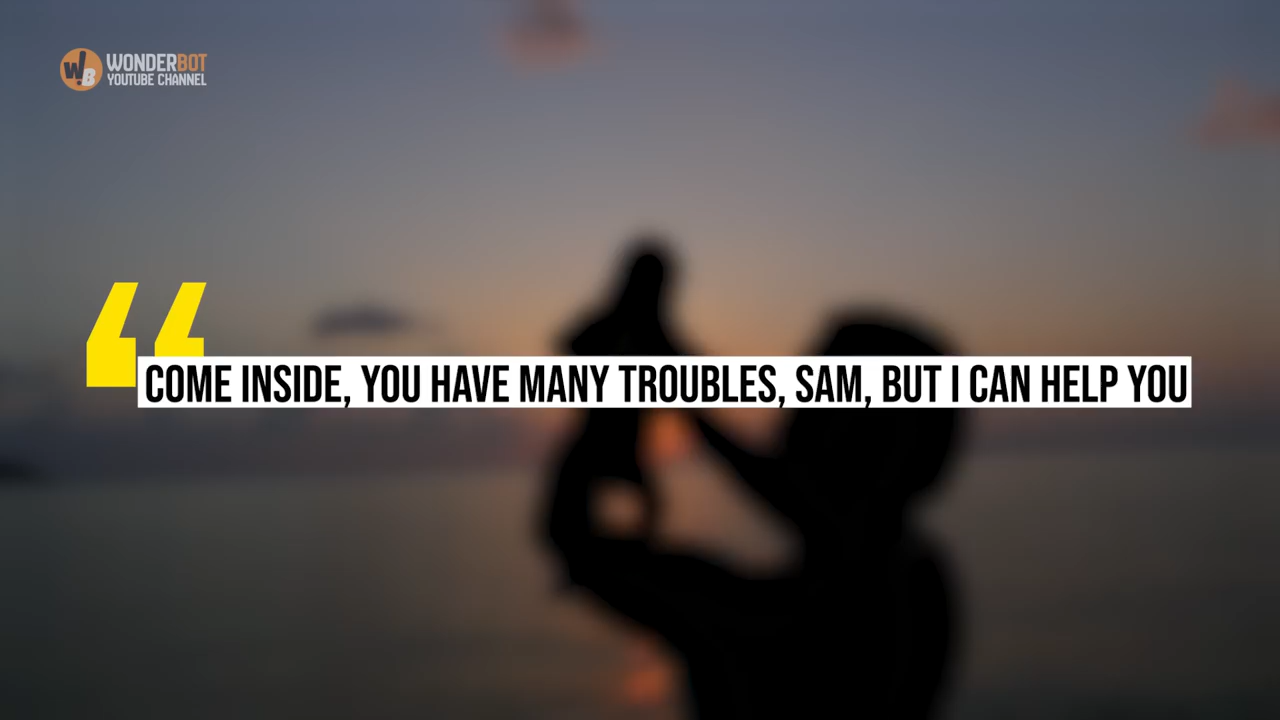 WONDERBOT
YOUTUBE CHANNEL
“
COME INSIDE, YOU HAVE MANY TROUBLES, SAM, BUT I CAN HELP YOU